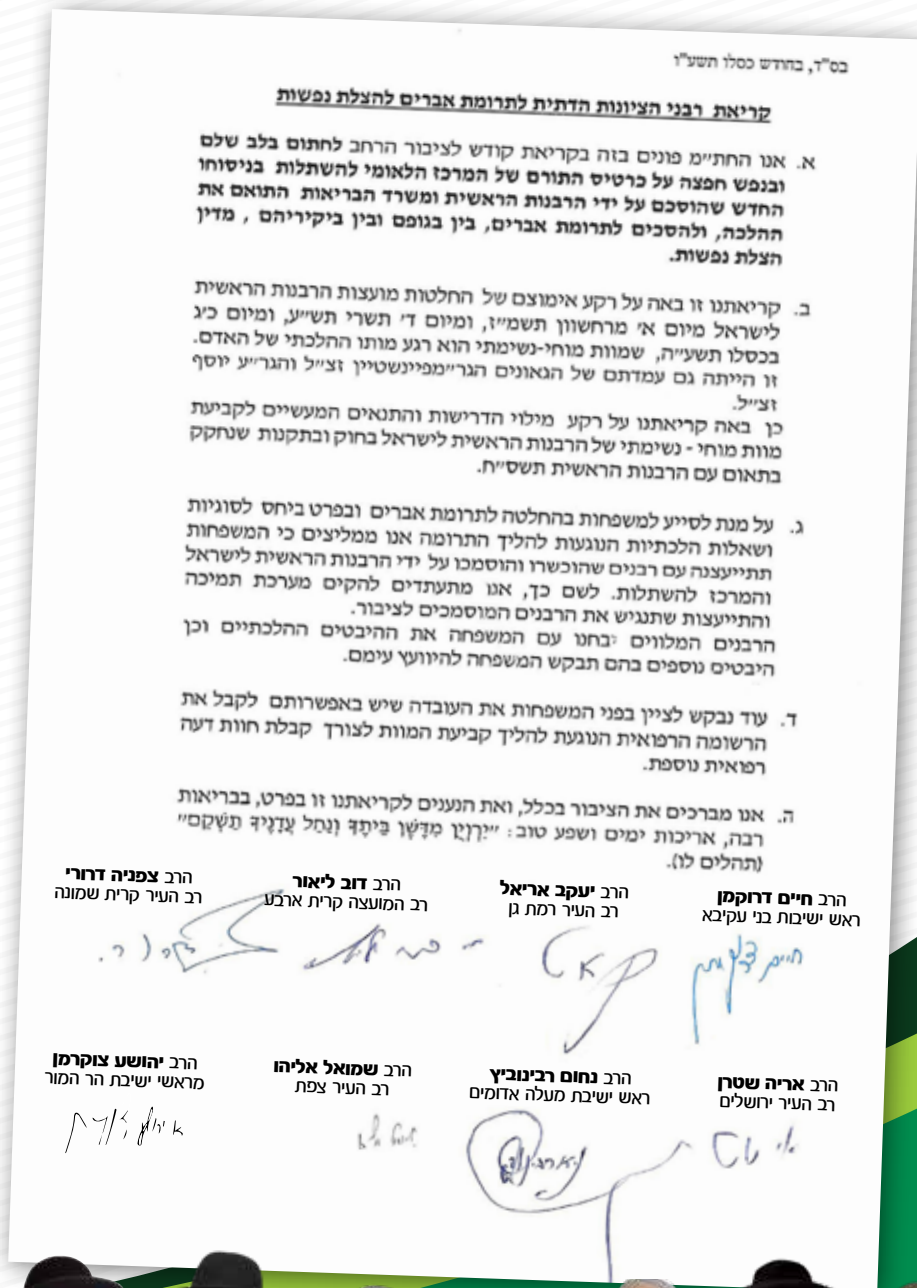 בס"ד, בחודש כסלו תשע"ו
קריאת רבני הציונות הדתית לתרומת אברים להצלת נפשות
א. אנו החת"מ פונים בזה בקריאת קודש לציבור הרחב לחתום בלב שלם
ובנפש חפצה על כרטיס התורם של המרכז הלאומי להשתלות בניסוחו
החדש שהוסכם על ידי הרבנות הראשית ומשרד הבריאות התואם את
ההלכה, ולהסכים לתרומת אברים, בין בגופם ובין ביקיריהם, מדין
הצלת נפשות.
ב. קריאתנו זו באה על רקע אימוצם של החלטות מועצות הרבנות הראשית
לישראל מיום א' מרחשוון תשמ"ז, ומיום ד' תשרי תש"ע, ומיום כ"ג
בכסלו תשע"ה, שמוות מוחי-נשימתי הוא רגע מותו ההלכתי של האדם.
זו הייתה גם עמדתם של הגאונים הגר"מ פיינשטיין זצ"ל והגר"ע יוסף
זצ"ל.
כן באה קריאתנו על רקע מילוי הדרישות והתנאים המעשיים לקביעת
מוות מוחי - נשימתי של הרבנות הראשית לישראל בחוק ובתקנות שנחקק
בתאום עם הרבנות הראשית תשס"ח.
ג. על מנת לסייע למשפחות בהחלטה לתרומת אברים ובפרט ביחס לסוגיות
ושאלות הלכתיות הנוגעות להליך התרומה אנו ממליצים כי המשפחות
תתייעצנה עם רבנים שהוכשרו והוסמכו על ידי הרבנות הראשית לישראל
והמרכז להשתלות. לשם כך, אנו מתעתדים להקים מערכת תמיכה
והתייעצות שתנגיש את הרבנים המוסמכים לציבור.
הרבנים המלווים יבחנו עם המשפחה את ההיבטים ההלכתיים וכן
היבטים נוספים בהם תבקש המשפחה להיוועץ עימם.
ד. עוד נבקש לציין בפני המשפחות את העובדה שיש באפשרותם לקבל את
הרשומה הרפואית הנוגעת להליך קביעת המוות לצורך קבלת חוות דעה
רפואית נוספת.
ה. אנו מברכים את הציבור בכלל, ואת הנענים לקריאתנו זו בפרט, בבריאות
רבה, אריכות ימים ושפע טוב: "יִרְוְיֻן מִדֶּשֶׁן בֵּיתֶךָ וְנַחַל עֲדָנֶיךָ תַשְׁקֵם"
(תהלים לו).
הרב חיים דרוקמן
ראש ישיבות בני עקיבא
הרב יעקב אריאל
רב העיר רמת גן
הרב דוב ליאור
רב המועצה קרית ארבע
הרב צפניה דרורי
רב העיר קרית שמונה
הרב אריה שטרן
רב העיר ירושלים
הרב נחום רבינוביץ
ראש ישיבת מעלה אדומים
הרב שמואל אליהו
רב העיר צפת
הרב יהושע צוקרמן
מראשי ישיבת הר המור